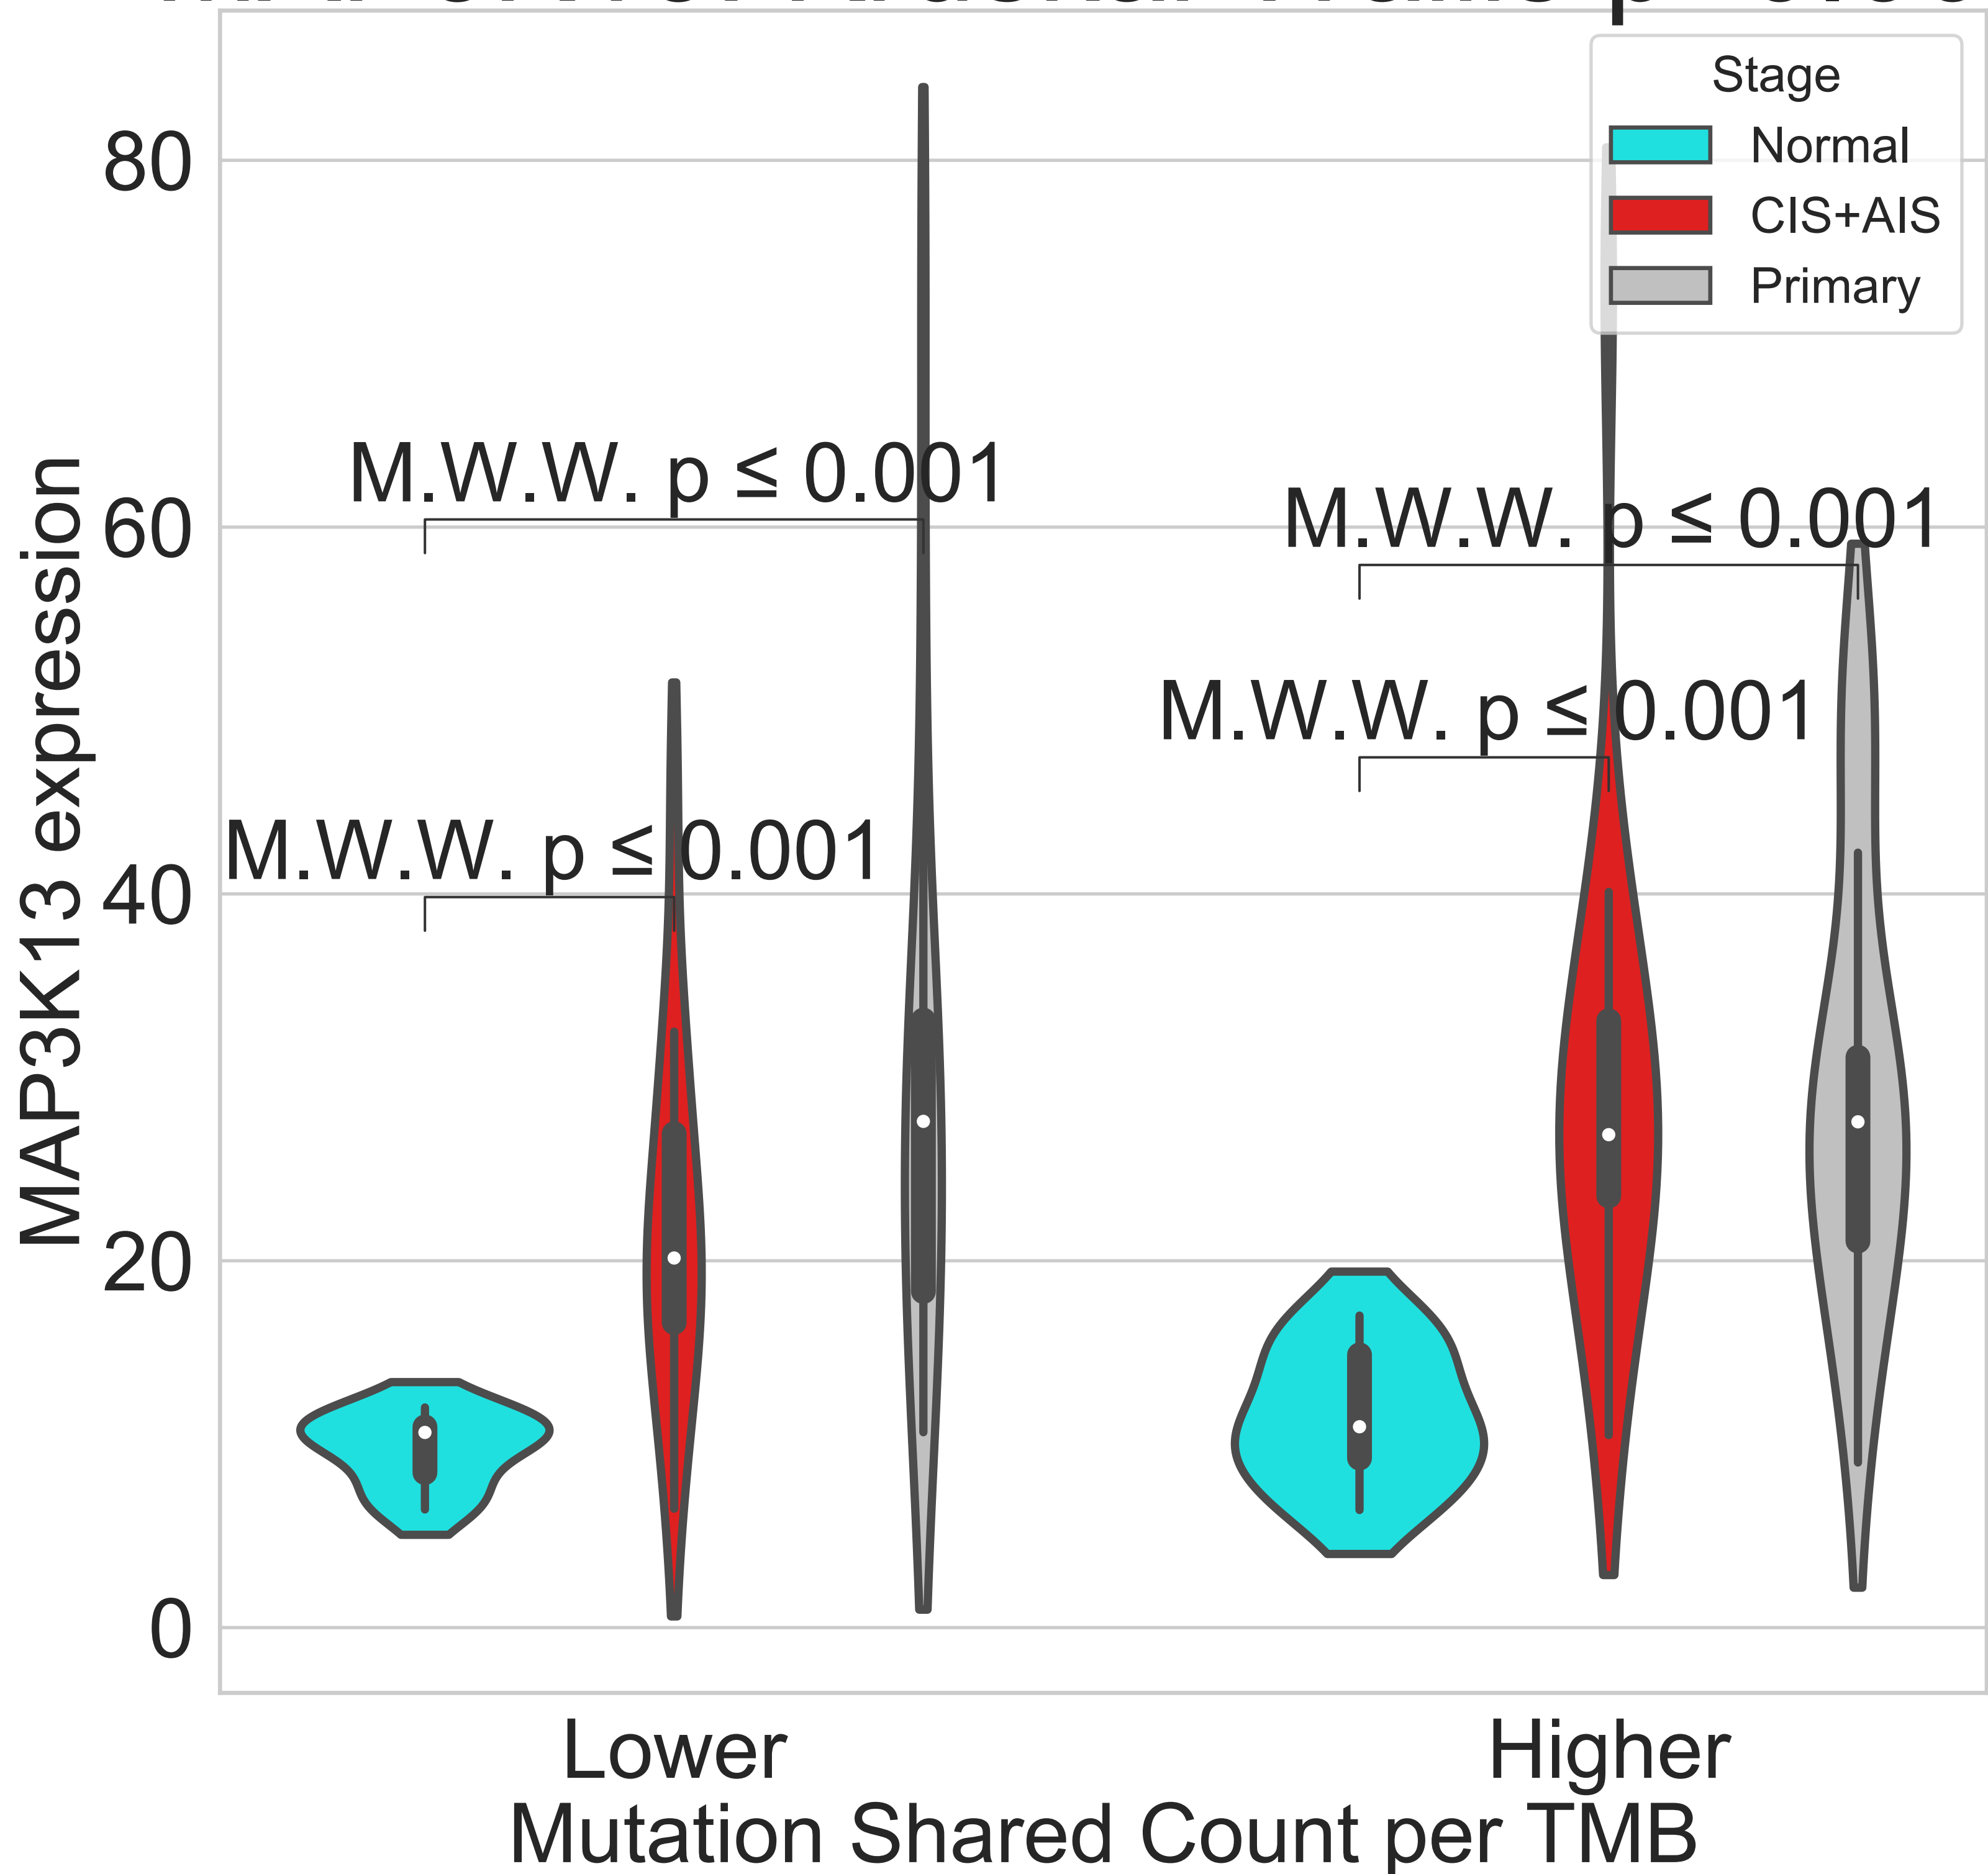 Stage
Normal
CIS+AIS
Primary
80
60
40
20
0
MAP3K13 expression
M.W.W. p ≤ 0.001
M.W.W. p ≤ 0.001
M.W.W. p ≤ 0.001
M.W.W. p ≤ 0.001
Lower
Higher
Mutation Shared Count per TMB